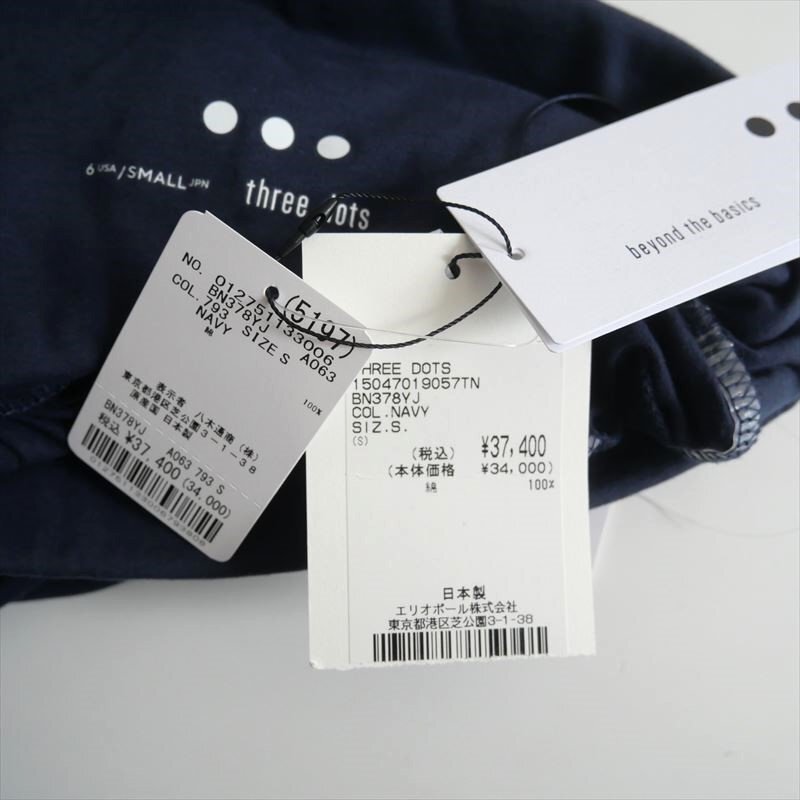 6 USA/SMALL JPN
three dots
beyond the basics
(5197)
NO. 012751133006
BN378YJ
COL. 793 SIZE S A063
NAVY
綿 100%
表示者 八木通商(株)
東京都港区芝公園3-1-38
原産国 日本製
BN378YJ A063 793 S
税込 ¥37,400 (34,000)
THREE DOTS
15047019057TN
BN378YJ
COL.NAVY
SIZ.S.
(S)
(税込) ¥37,400
(本体価格 ¥34,000)
綿 100%
日本製
エリオポール株式会社
東京都港区芝公園3-1-38